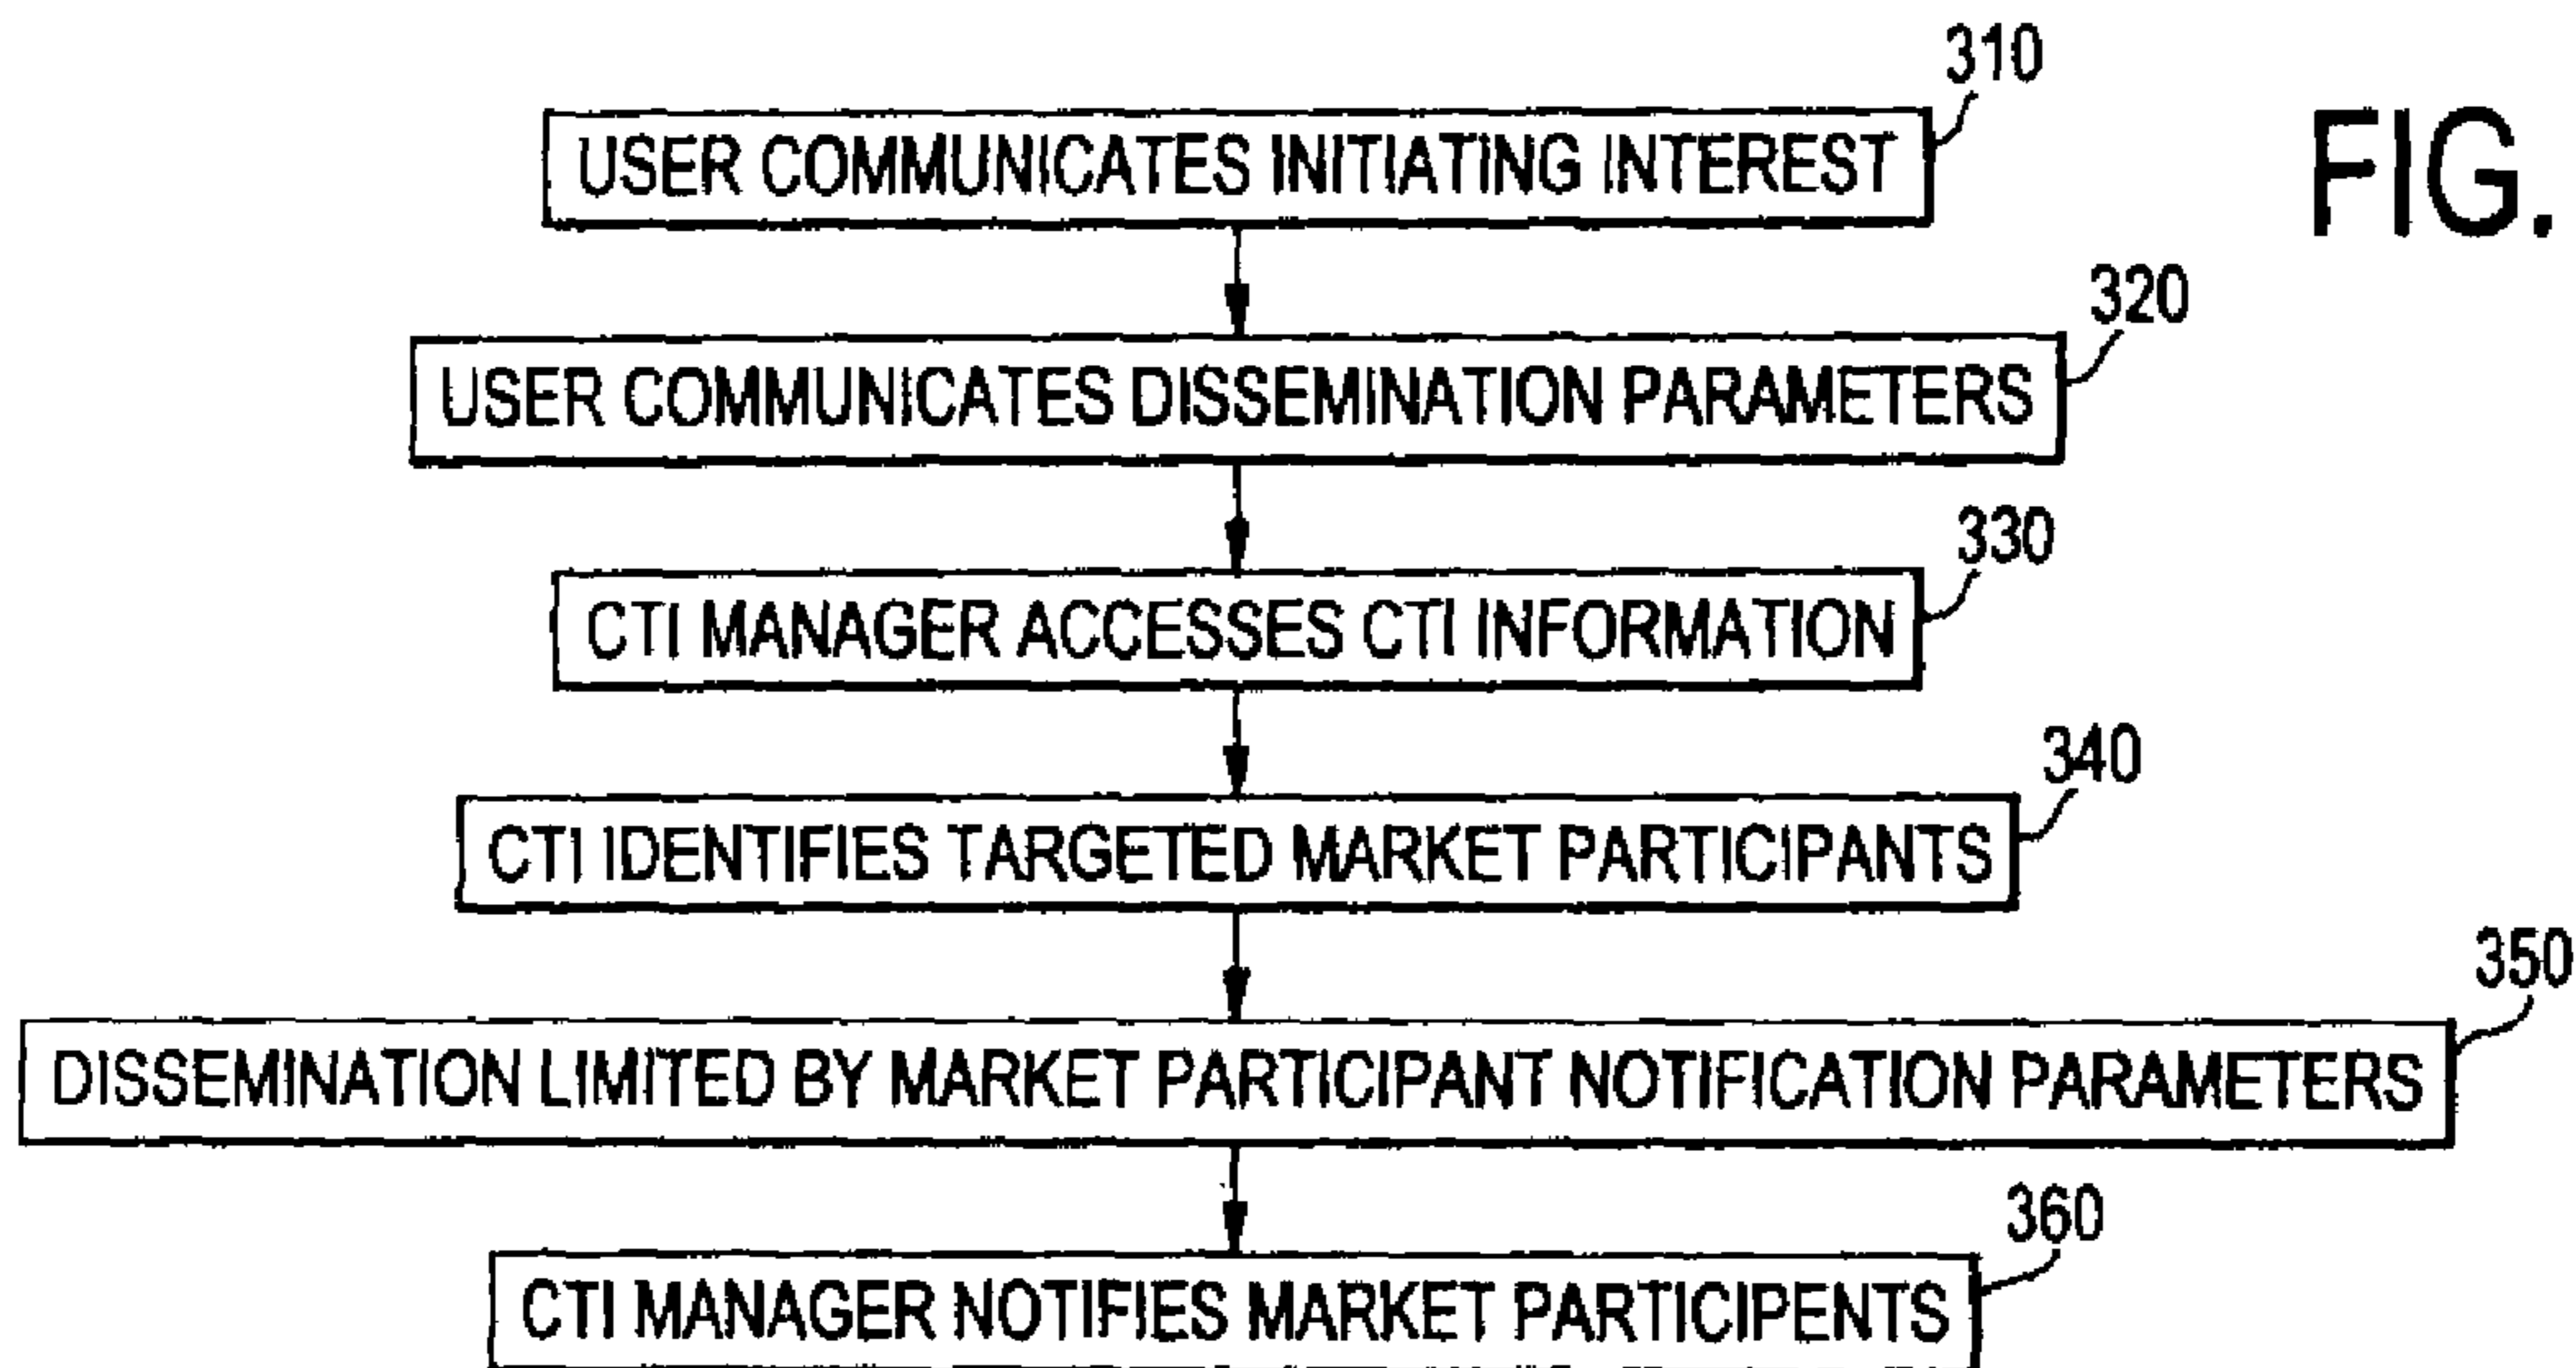 310
USER COMMUNICATES INITIATING INTEREST
FIG.
320
USER COMMUNICATES DISSEMINATION PARAMETERS
330
CTI MANAGER ACCESSES CTI INFORMATION
340
CTI IDENTIFIES TARGETED MARKET PARTICIPANTS
350
DISSEMINATION LIMITED BY MARKET PARTICIPANT NOTIFICATION PARAMETERS
360
CTI MANAGER NOTIFIES MARKET PARTICIPENTS